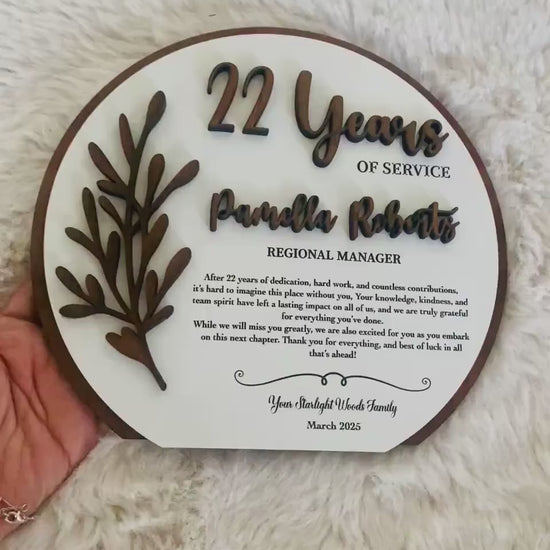 22 Years
OF SERVICE
Pamella Roberts
REGIONAL MANAGER
After 22 years of dedication, hard work, and countless contributions,
it's hard to imagine this place without you, Your knowledge, kindness, and
team spirit have left a lasting impact on all of us, and we are truly grateful
for everything you've done.
While we will miss you greatly, we are also excited for you as you embark
on this next chapter. Thank you for everything, and best of luck in all
that's ahead!
Your Starlight Woods Family
March 2025